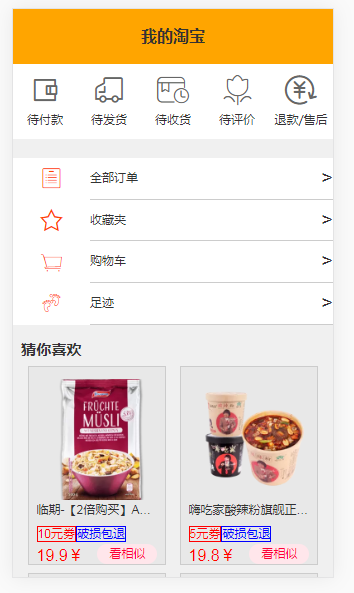 我的淘宝
待付款 待发货 待收货 待评价 退款/售后
全部订单 >
收藏夹 >
购物车 >
足迹 >
猜你喜欢
FRÜCHTE
MÜSLI
临期-【2倍购买】A...
10元券 破损包退
19.9 ¥ 看相似
嗨吃家酸辣粉旗舰正...
5元券 破损包退
19.8 ¥ 看相似